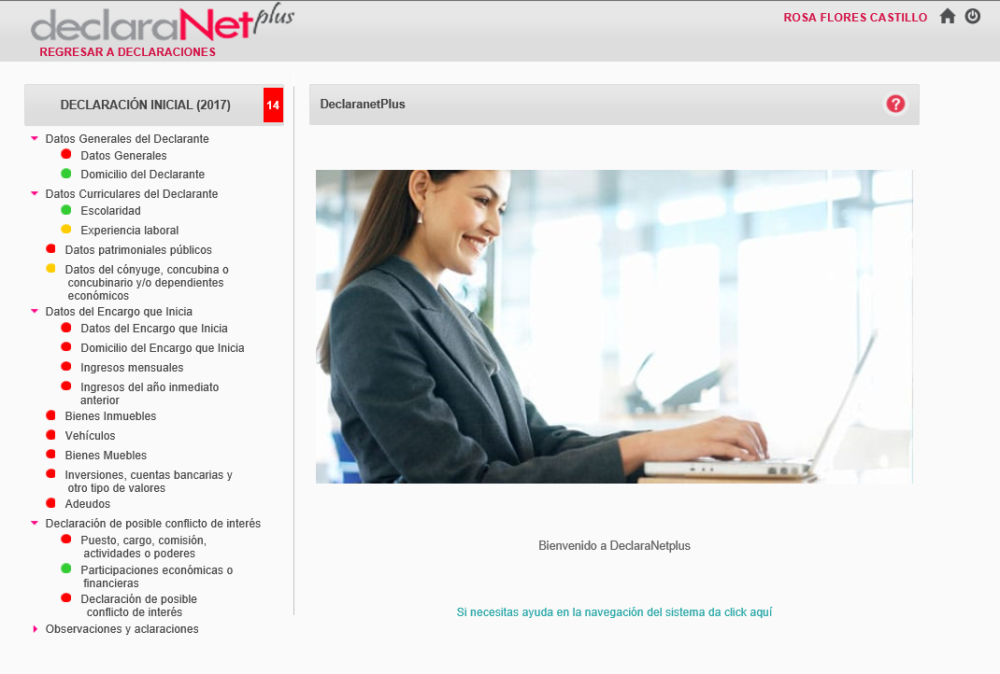 declaraNetplus
ROSA FLORES CASTILLO
REGRESAR A DECLARACIONES
DECLARACIÓN INICIAL (2017)
14
Datos Generales del Declarante
Datos Generales
Domicilio del Declarante
Datos Curriculares del Declarante
Escolaridad
Experiencia laboral
Datos patrimoniales públicos
Datos del cónyuge, concubina o
concubinario y/o dependientes
económicos
Datos del Encargo que Inicia
Datos del Encargo que Inicia
Domicilio del Encargo que Inicia
Ingresos mensuales
Ingresos del año inmediato
anterior
Bienes Inmuebles
Vehículos
Bienes Muebles
Inversiones, cuentas bancarias y
otro tipo de valores
Adeudos
Declaración de posible conflicto de interés
Puesto, cargo, comisión,
actividades o poderes
Participaciones económicas o
financieras
Declaración de posible
conflicto de interés
Observaciones y aclaraciones
DeclaranetPlus
?
Bienvenido a DeclaraNetplus
Si necesitas ayuda en la navegación del sistema da click aquí